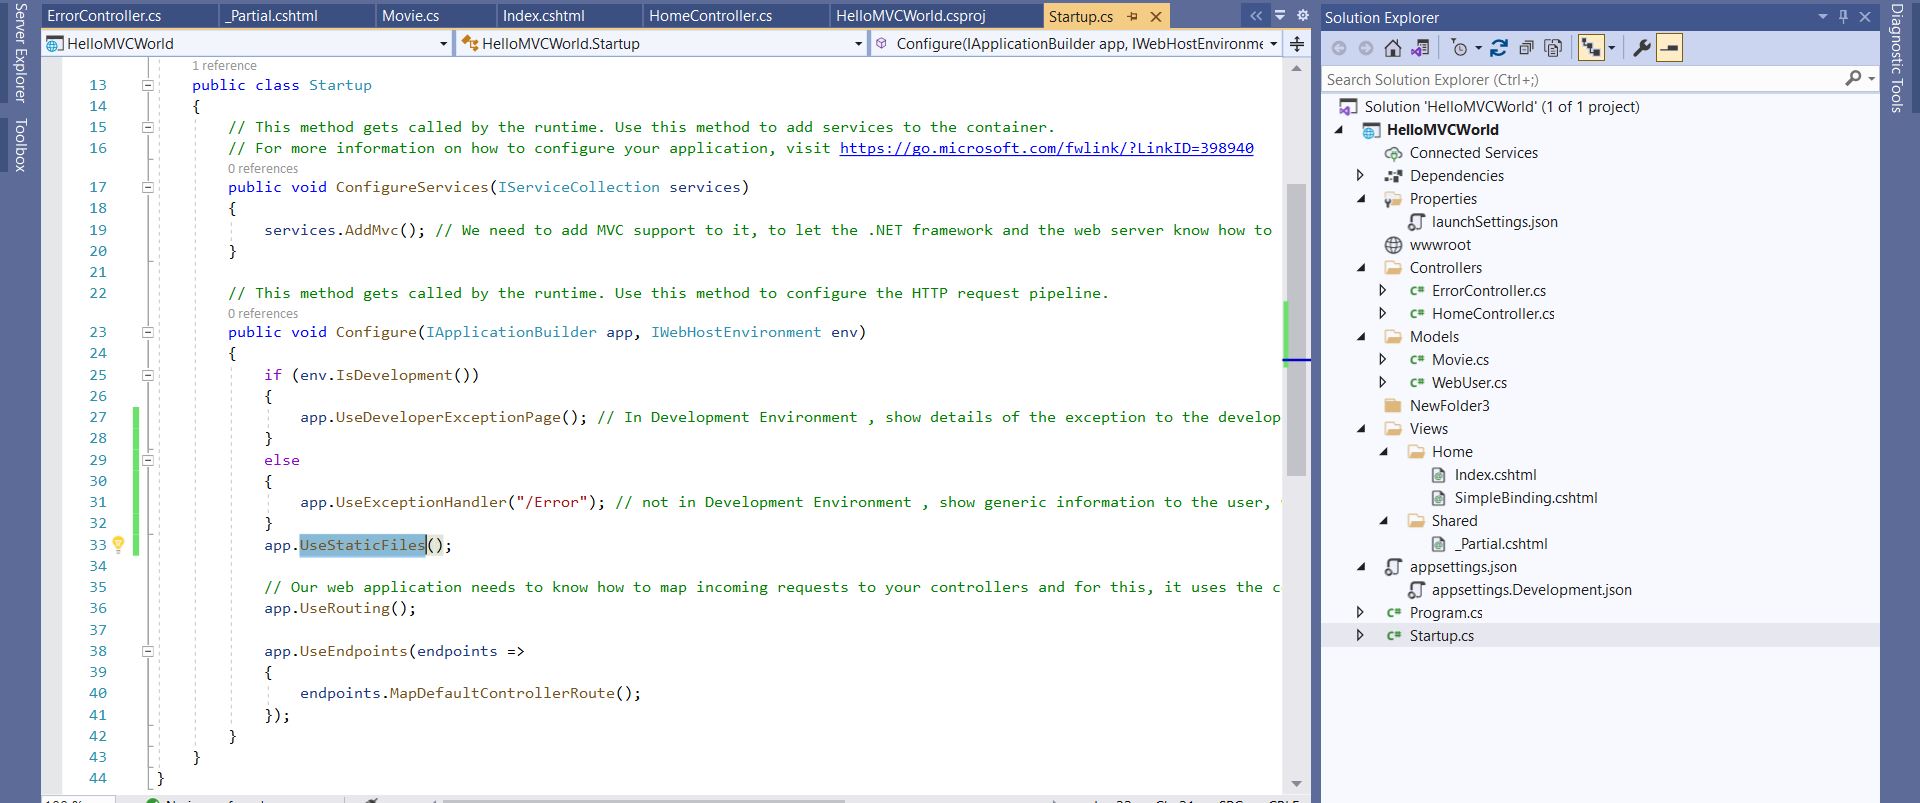 Server Explorer
Toolbox
ErrorController.cs
_Partial.cshtml
Movie.cs
Index.cshtml
HomeController.cs
HelloMVCWorld.csproj
Startup.cs
HelloMVCWorld
HelloMVCWorld.Startup
Configure(IApplicationBuilder app, IWebHostEnvironme
1 reference
13 public class Startup
14 {
15 // This method gets called by the runtime. Use this method to add services to the container.
16 // For more information on how to configure your application, visit https://go.microsoft.com/fwlink/?LinkID=398940
0 references
17 public void ConfigureServices(IServiceCollection services)
18 {
19 services.AddMvc(); // We need to add MVC support to it, to let the .NET framework and the web server know how to
20 }
21
22 // This method gets called by the runtime. Use this method to configure the HTTP request pipeline.
0 references
23 public void Configure(IApplicationBuilder app, IWebHostEnvironment env)
24 {
25 if (env.IsDevelopment())
26 {
27 app.UseDeveloperExceptionPage(); // In Development Environment , show details of the exception to the develop
28 }
29 else
30 {
31 app.UseExceptionHandler("/Error"); // not in Development Environment , show generic information to the user,
32 }
33 app.UseStaticFiles();
34
35 // Our web application needs to know how to map incoming requests to your controllers and for this, it uses the c
36 app.UseRouting();
37
38 app.UseEndpoints(endpoints =>
39 {
40 endpoints.MapDefaultControllerRoute();
41 });
42 }
43 }
44 }
Solution Explorer
Search Solution Explorer (Ctrl+;)
Solution 'HelloMVCWorld' (1 of 1 project)
HelloMVCWorld
Connected Services
Dependencies
Properties
launchSettings.json
wwwroot
Controllers
C# ErrorController.cs
C# HomeController.cs
Models
C# Movie.cs
C# WebUser.cs
NewFolder3
Views
Home
Index.cshtml
SimpleBinding.cshtml
Shared
_Partial.cshtml
appsettings.json
appsettings.Development.json
C# Program.cs
C# Startup.cs
Diagnostic Tools